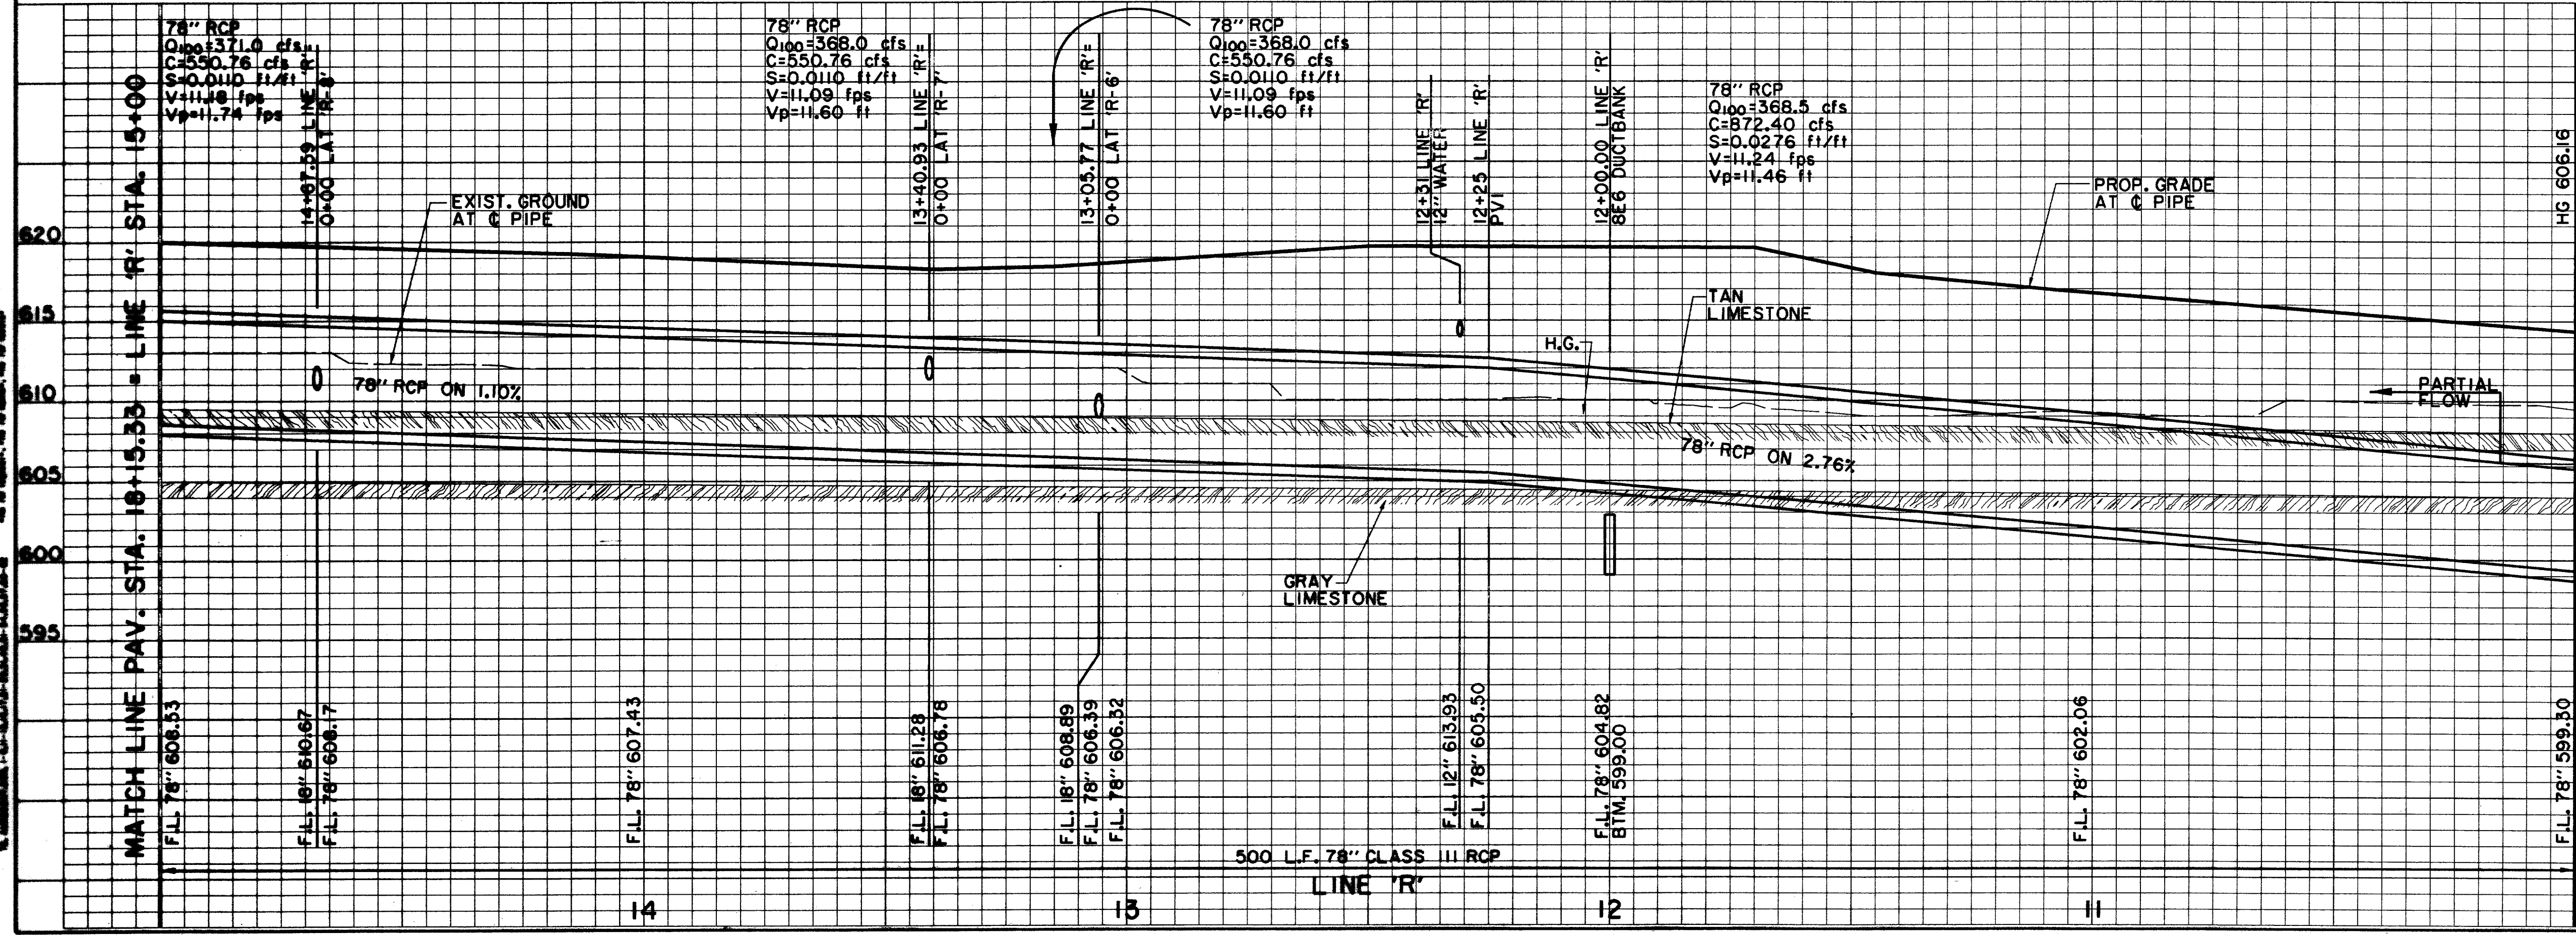 78" RCP
Q100=371.0 cfs
C=550.76 cfs
S=0.0110 ft/ft
V=11.18 fps
Vp=11.74 fps
14+67.59 LINE 'R'=
0+00 LAT 'R-8'
78" RCP
Q100=368.0 cfs
C=550.76 cfs
S=0.0110 ft/ft
V=11.09 fps
Vp=11.60 ft
13+40.93 LINE 'R'=
0+00 LAT 'R-7'
13+05.77 LINE 'R'=
0+00 LAT 'R-6'
78" RCP
Q100=368.0 cfs
C=550.76 cfs
S=0.0110 ft/ft
V=11.09 fps
Vp=11.60 ft
12+31 LINE 'R'
12" WATER
12+25 LINE 'R'
PVI
12+00.00 LINE 'R'
8E6 DUCTBANK
78" RCP
Q100=368.5 cfs
C=872.40 cfs
S=0.0276 ft/ft
V=11.24 fps
Vp=11.46 ft
PROP. GRADE
AT ℄ PIPE
HG 606.16
EXIST. GROUND
AT ℄ PIPE
MATCH LINE PAV. STA. 18+15.33 = LINE 'R' STA. 15+00
620
615
610
605
600
595
TAN
LIMESTONE
H.G.
78" RCP ON 1.10%
78" RCP ON 2.76%
PARTIAL
FLOW
GRAY
LIMESTONE
F.L. 78" 608.53
F.L. 18" 610.67
F.L. 78" 608.17
F.L. 78" 607.43
F.L. 18" 611.28
F.L. 78" 606.78
F.L. 18" 608.89
F.L. 78" 606.39
F.L. 78" 606.32
F.L. 12" 613.93
F.L. 78" 605.50
F.L. 78" 604.82
BTM. 599.00
F.L. 78" 602.06
F.L. 78" 599.30
500 L.F. 78" CLASS III RCP
LINE 'R'
14
13
12
11